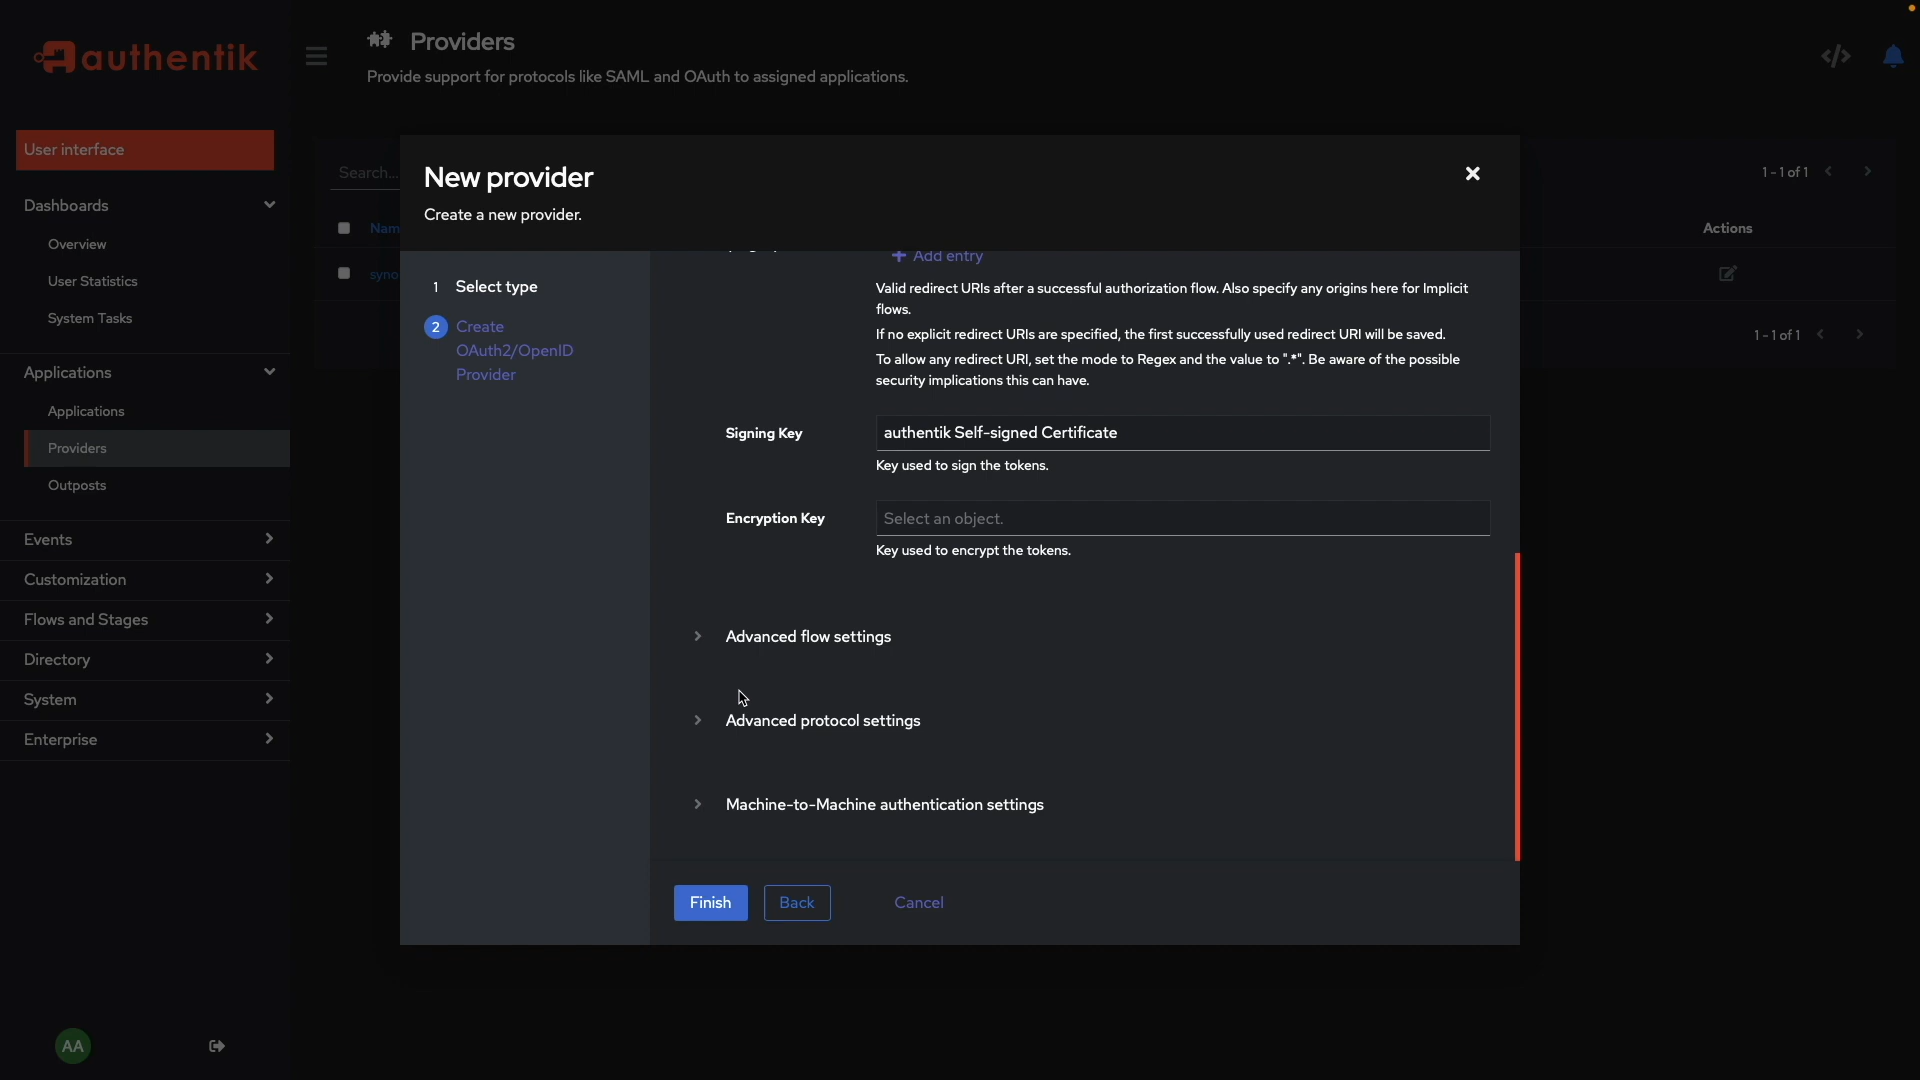 authentik
Providers
Provide support for protocols like SAML and OAuth to assigned applications.
User interface
Dashboards
Overview
User Statistics
System Tasks
Applications
Applications
Providers
Outposts
Events
Customization
Flows and Stages
Directory
System
Enterprise
AA
Search...
1 - 1 of 1
Nam
Actions
syno
1 - 1 of 1
New provider
Create a new provider.
1 Select type
2 Create
OAuth2/OpenID
Provider
+ Add entry
Valid redirect URIs after a successful authorization flow. Also specify any origins here for Implicit
flows.
If no explicit redirect URIs are specified, the first successfully used redirect URI will be saved.
To allow any redirect URI, set the mode to Regex and the value to ".*". Be aware of the possible
security implications this can have.
Signing Key
authentik Self-signed Certificate
Key used to sign the tokens.
Encryption Key
Select an object.
Key used to encrypt the tokens.
Advanced flow settings
Advanced protocol settings
Machine-to-Machine authentication settings
Finish
Back
Cancel